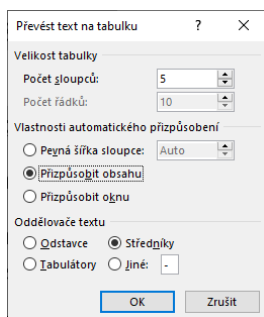 Převést text na tabulku ? ×
Velikost tabulky
Počet sloupců: 5
Počet řádků: 10
Vlastnosti automatického přizpůsobení
Pevná šířka sloupce: Auto
Přizpůsobit obsahu
Přizpůsobit oknu
Oddělovače textu
Odstavce Středníky
Tabulátory Jiné: -
OK Zrušit